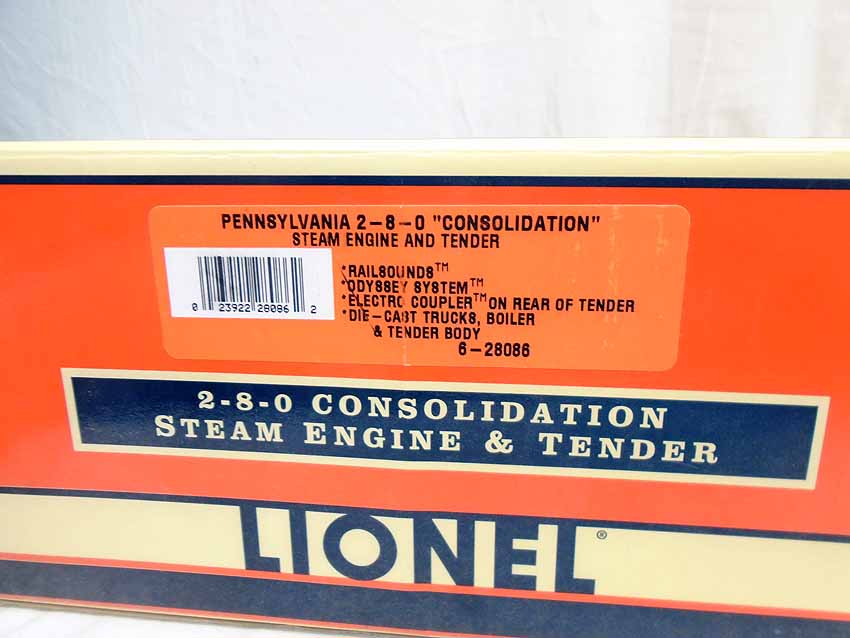 PENNSYLVANIA 2-8-0 "CONSOLIDATION"
STEAM ENGINE AND TENDER
*RAILSOUNDS™
*ODYSSEY SYSTEM™
*ELECTRO COUPLER™ ON REAR OF TENDER
*DIE-CAST TRUCKS, BOILER
& TENDER BODY
6-28086
0 23922 28086 2
2-8-0 CONSOLIDATION
STEAM ENGINE & TENDER
LIONEL®